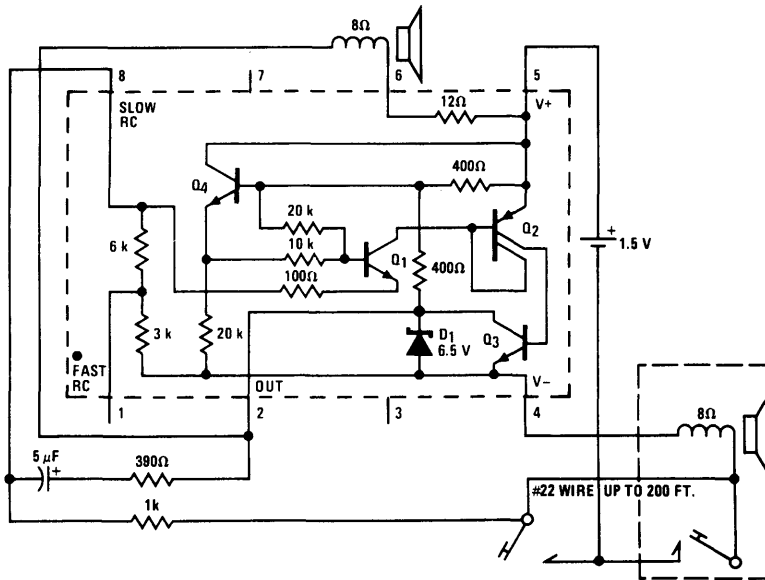 8Ω
8
7
6
5
SLOW
RC
12Ω
V+
400Ω
Q4
Q2
20 k
10 k
Q1
400Ω
+
1.5 V
6 k
100Ω
3 k
20 k
D1
6.5 V
Q3
FAST
RC
OUT
V−
1
2
3
4
8Ω
5 μF
+
390Ω
#22 WIRE UP TO 200 FT.
1k